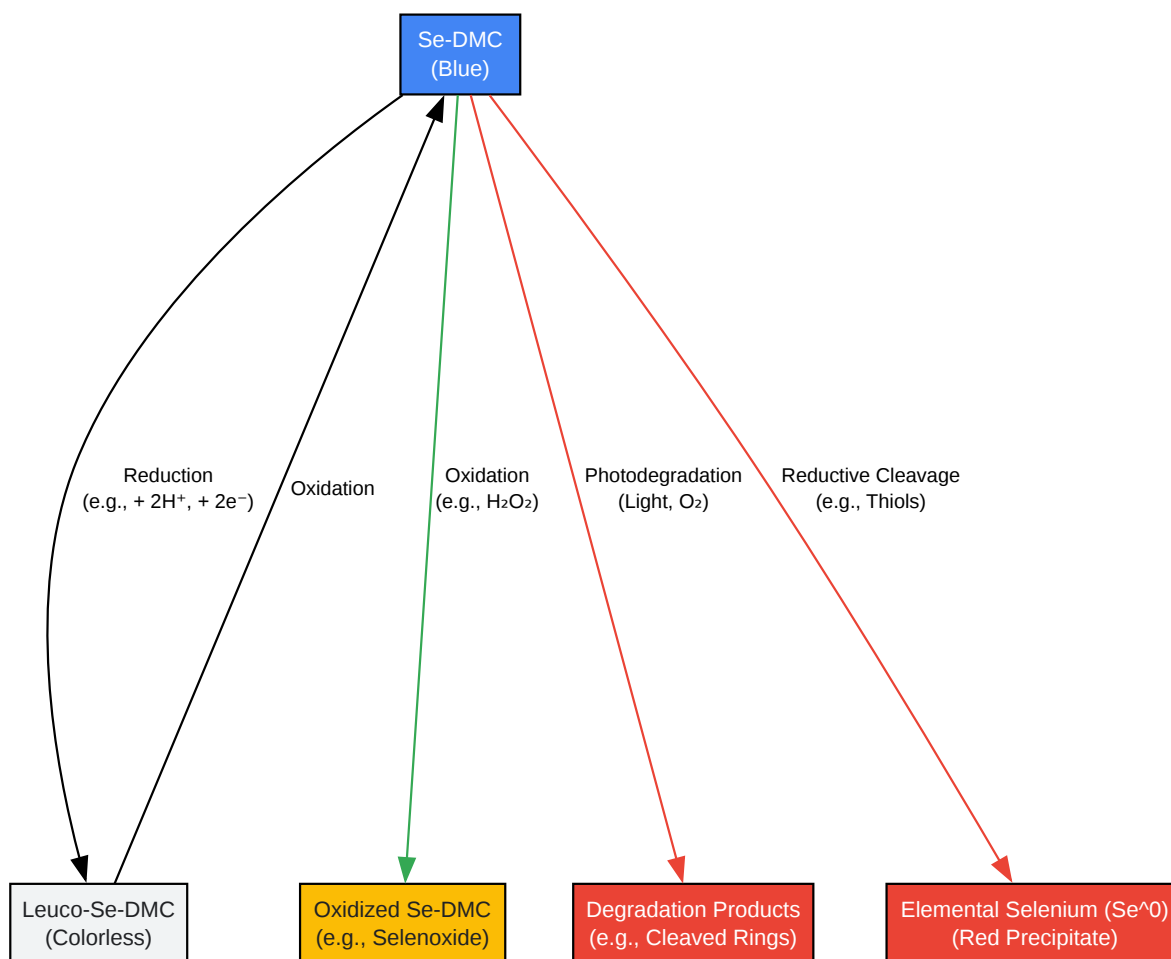 Se-DMC
(Blue)
Reduction
(e.g., + 2H⁺, + 2e⁻)
Oxidation
Oxidation
(e.g., H₂O₂)
Photodegradation
(Light, O₂)
Reductive Cleavage
(e.g., Thiols)
Leuco-Se-DMC
(Colorless)
Oxidized Se-DMC
(e.g., Selenoxide)
Degradation Products
(e.g., Cleaved Rings)
Elemental Selenium (Se^0)
(Red Precipitate)